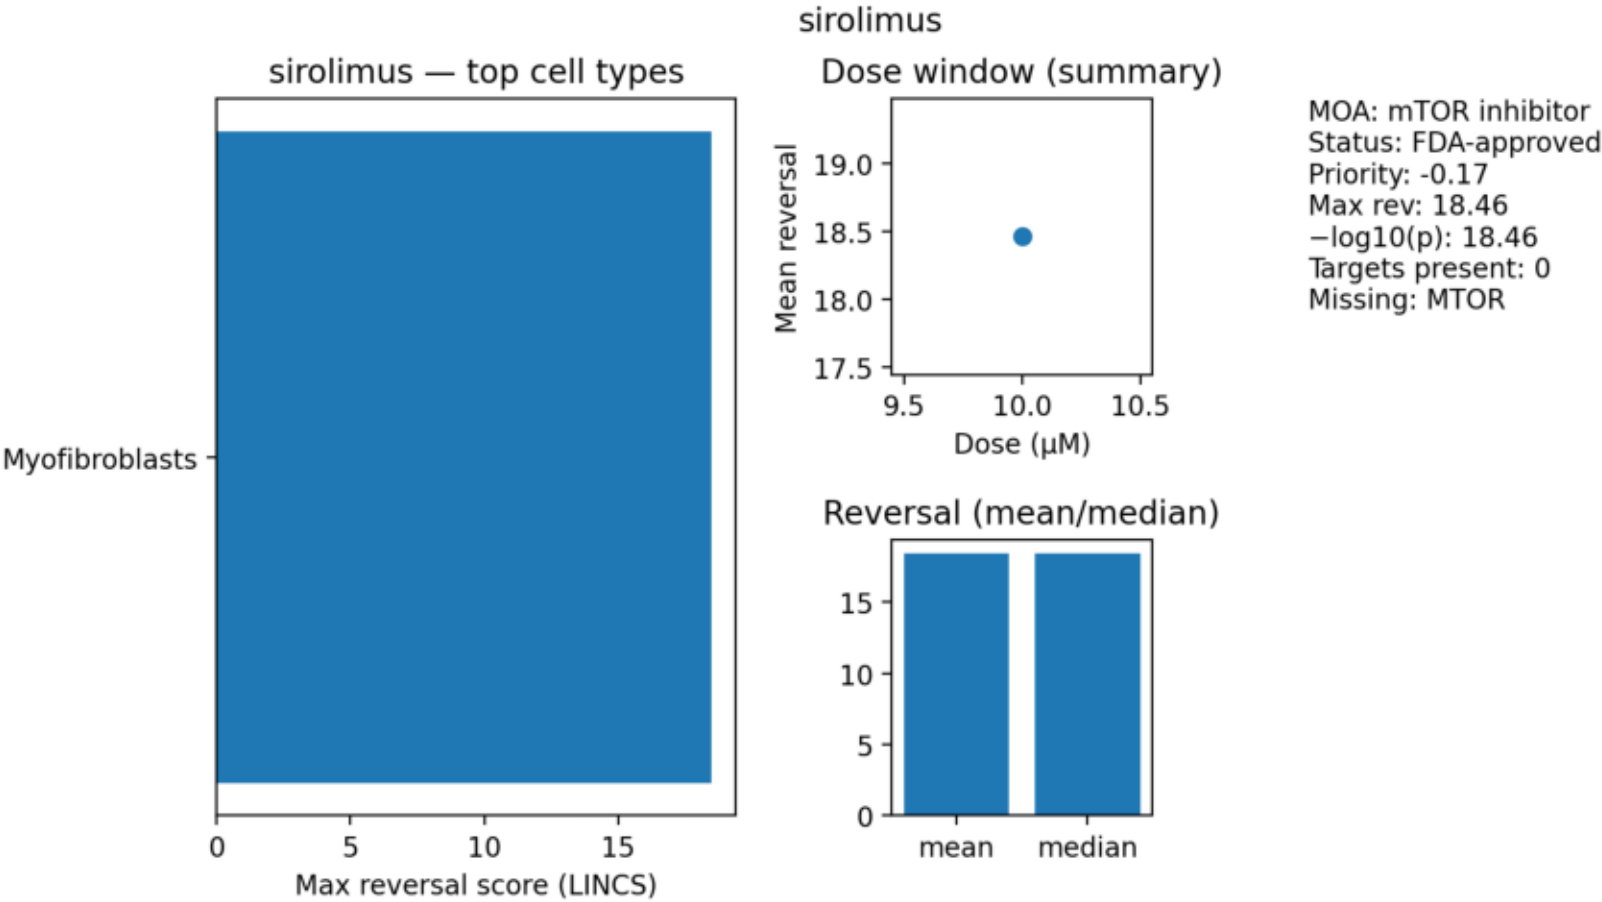 sirolimus
sirolimus — top cell types
Myofibroblasts
0 5 10 15
Max reversal score (LINCS)
Dose window (summary)
Mean reversal
19.0
18.5
18.0
17.5
9.5 10.0 10.5
Dose (µM)
Reversal (mean/median)
15
10
5
0
mean median
MOA: mTOR inhibitor
Status: FDA-approved
Priority: -0.17
Max rev: 18.46
−log10(p): 18.46
Targets present: 0
Missing: MTOR